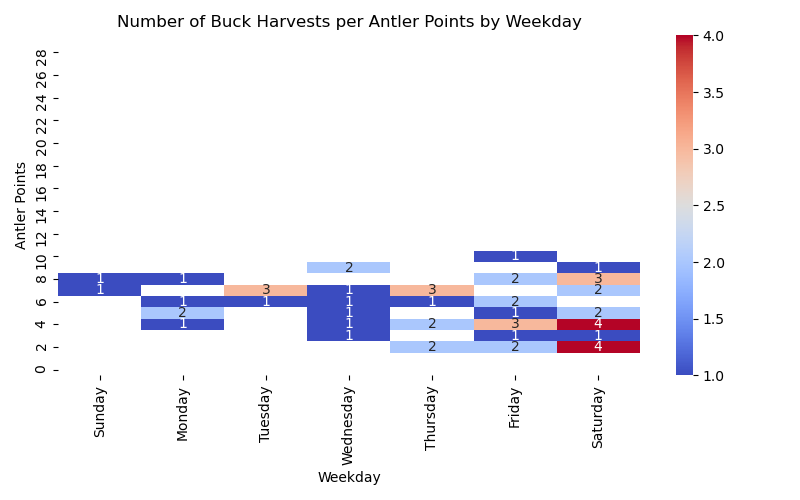 Number of Buck Harvests per Antler Points by Weekday
Antler Points
28
26
24
22
20
18
16
14
12
10
8
6
4
2
0
1
2 1
1 1 2 3
1 3 1 3 2
1 1 1 1 2
2 1 1 2
1 1 2 3 4
1 1 1
2 2 4
Sunday Monday Tuesday Wednesday Thursday Friday Saturday
Weekday
4.0
3.5
3.0
2.5
2.0
1.5
1.0